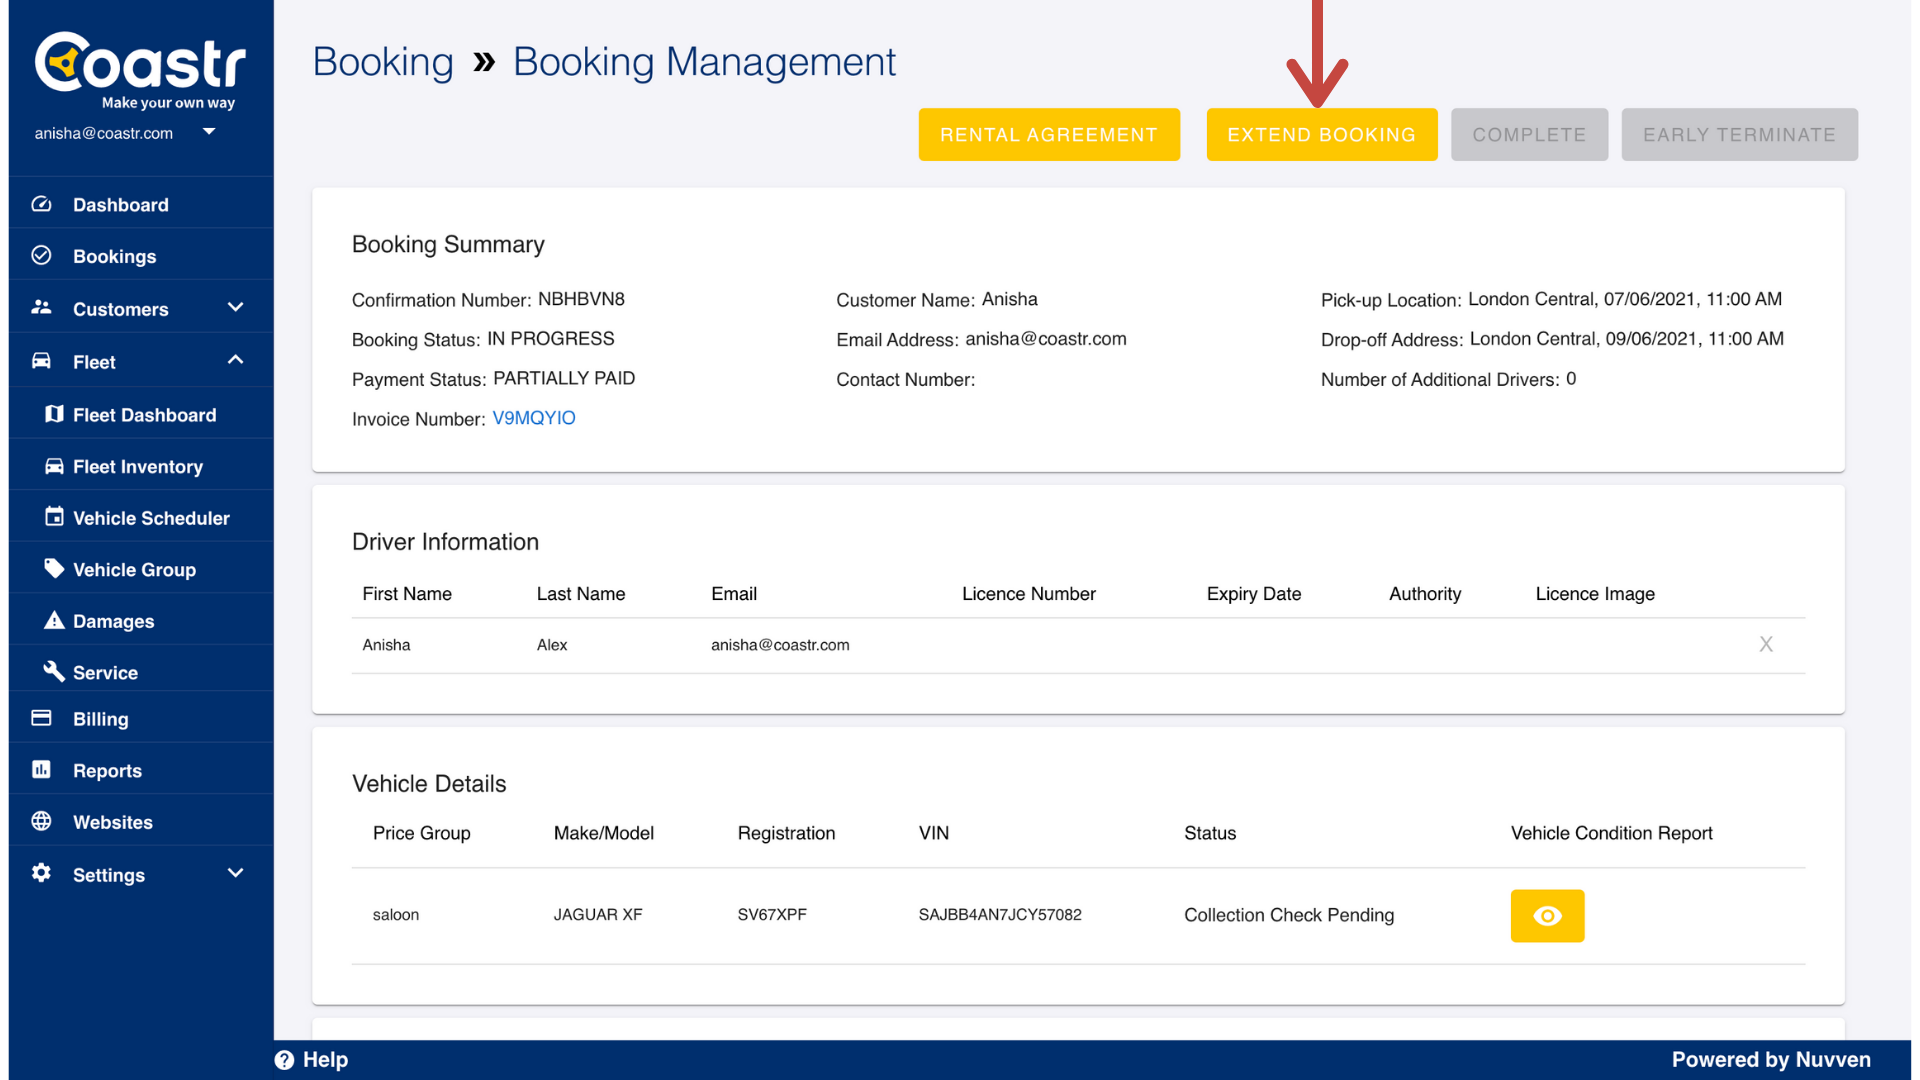 Coastr
Make your own way
anisha@coastr.com
Dashboard
Bookings
Customers
Fleet
Fleet Dashboard
Fleet Inventory
Vehicle Scheduler
Vehicle Group
Damages
Service
Billing
Reports
Websites
Settings
Booking » Booking Management
RENTAL AGREEMENT EXTEND BOOKING COMPLETE EARLY TERMINATE
Booking Summary
Confirmation Number: NBHBVN8 Customer Name: Anisha Pick-up Location: London Central, 07/06/2021, 11:00 AM
Booking Status: IN PROGRESS Email Address: anisha@coastr.com Drop-off Address: London Central, 09/06/2021, 11:00 AM
Payment Status: PARTIALLY PAID Contact Number: Number of Additional Drivers: 0
Invoice Number: V9MQYIO
Driver Information
First Name Last Name Email Licence Number Expiry Date Authority Licence Image
Anisha Alex anisha@coastr.com X
Vehicle Details
Price Group Make/Model Registration VIN Status Vehicle Condition Report
saloon JAGUAR XF SV67XPF SAJBB4AN7JCY57082 Collection Check Pending
? Help Powered by Nuvven